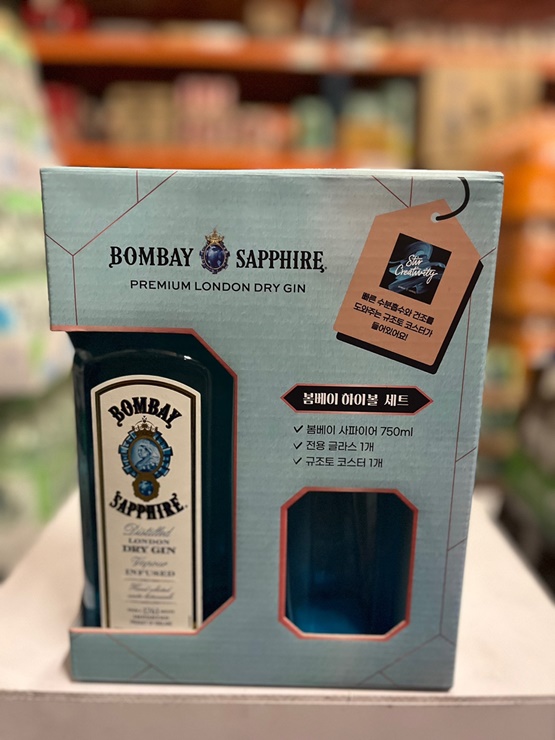 BOMBAY SAPPHIRE
PREMIUM LONDON DRY GIN
Stir
Creativity
빠른 수분흡수와 건조를
도와주는 규조토 코스터가
들어있어요!
봄베이 하이볼 세트
✓ 봄베이 사파이어 750ml
✓ 전용 글라스 1개
✓ 규조토 코스터 1개
BOMBAY
SAPPHIRE
Distilled
LONDON
DRY GIN
Vapour
INFUSED